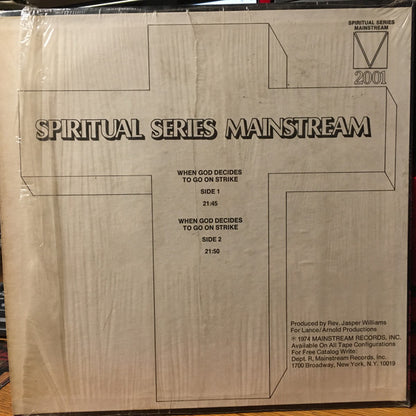 SPIRITUAL SERIES
MAINSTREAM
2001
SPIRITUAL SERIES MAINSTREAM
WHEN GOD DECIDES
TO GO ON STRIKE
SIDE 1
21:45
WHEN GOD DECIDES
TO GO ON STRIKE
SIDE 2
21:50
Produced by Rev. Jasper Williams
For Lance/Arnold Productions
℗ 1974 MAINSTREAM RECORDS, INC.
Available On All Tape Configurations
For Free Catalog Write:
Dept. R, Mainstream Records, Inc.
1700 Broadway, New York, N.Y. 10019